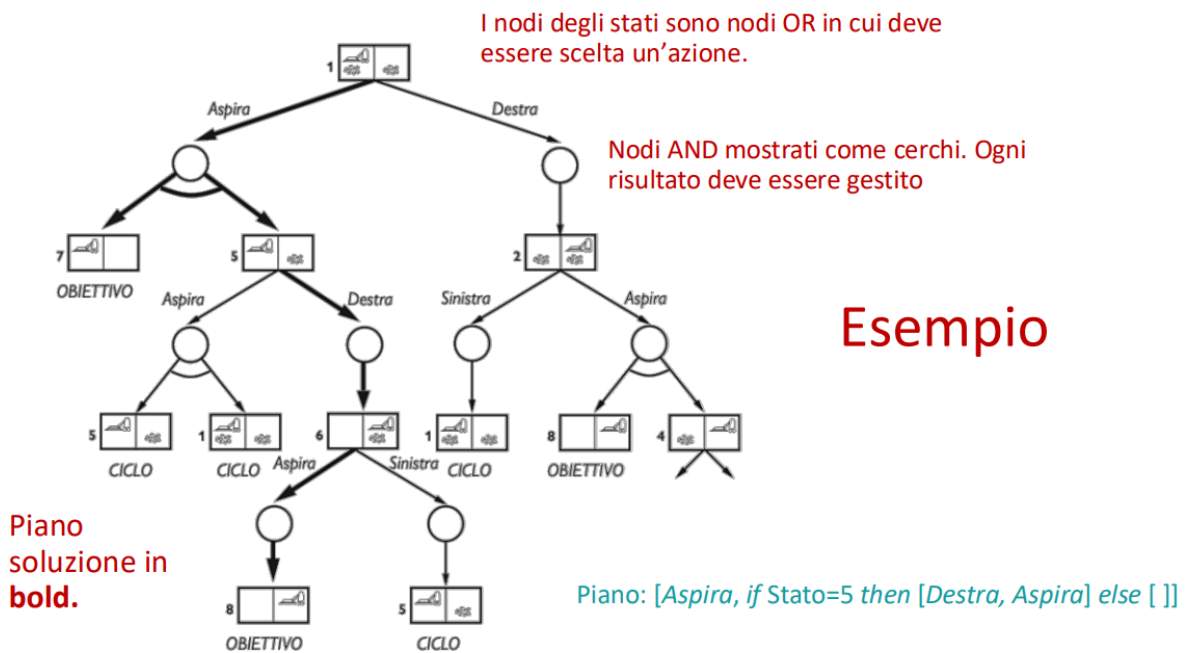 I nodi degli stati sono nodi OR in cui deve
essere scelta un’azione.
1
Aspira
Destra
Nodi AND mostrati come cerchi. Ogni
risultato deve essere gestito
7
5
2
OBIETTIVO
Aspira
Destra
Sinistra
Aspira
Esempio
5
1
6
1
8
4
CICLO
CICLO
Aspira
Sinistra
CICLO
OBIETTIVO
Piano
soluzione in
bold.
8
5
Piano: [Aspira, if Stato=5 then [Destra, Aspira] else [ ]]
OBIETTIVO
CICLO